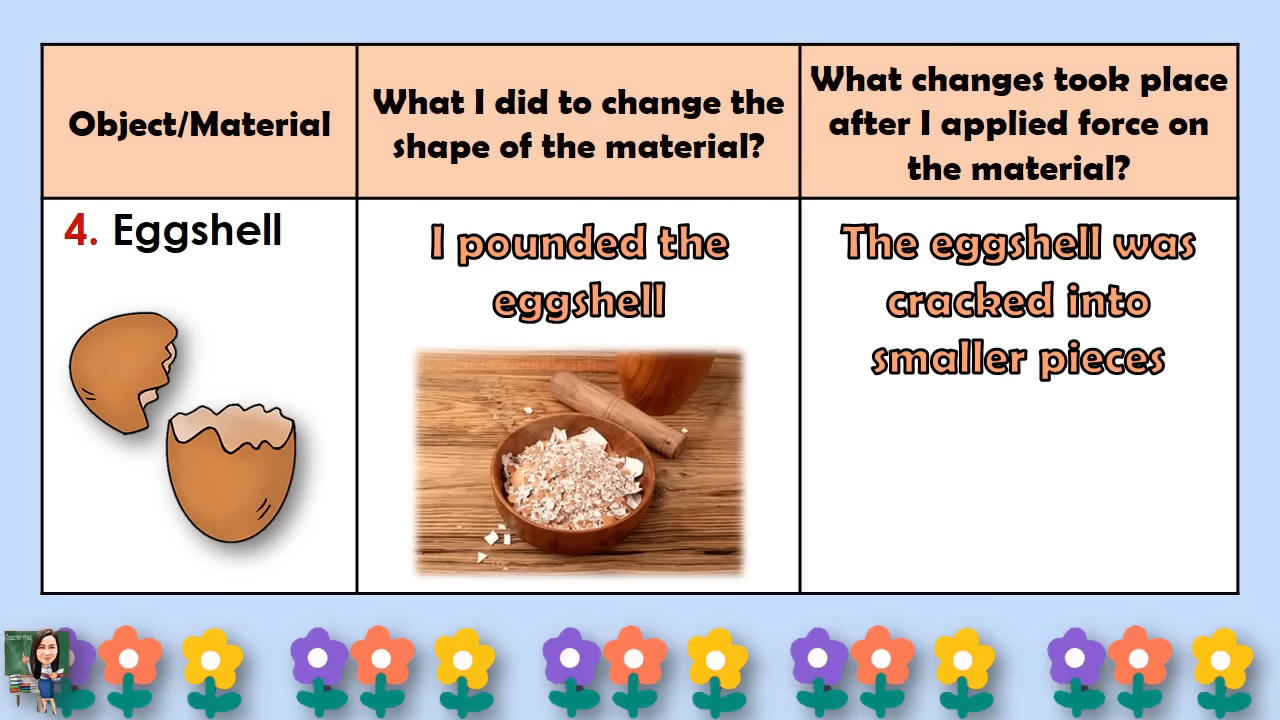 Object/Material
What I did to change the
shape of the material?
What changes took place
after I applied force on
the material?
4. Eggshell
I pounded the
eggshell
The eggshell was
cracked into
smaller pieces